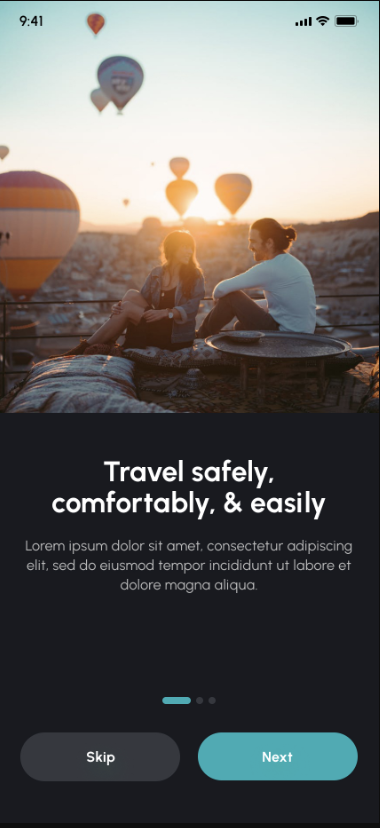 9:41
Travel safely,
comfortably, & easily
Lorem ipsum dolor sit amet, consectetur adipiscing
elit, sed do eiusmod tempor incididunt ut labore et
dolore magna aliqua.
Skip
Next